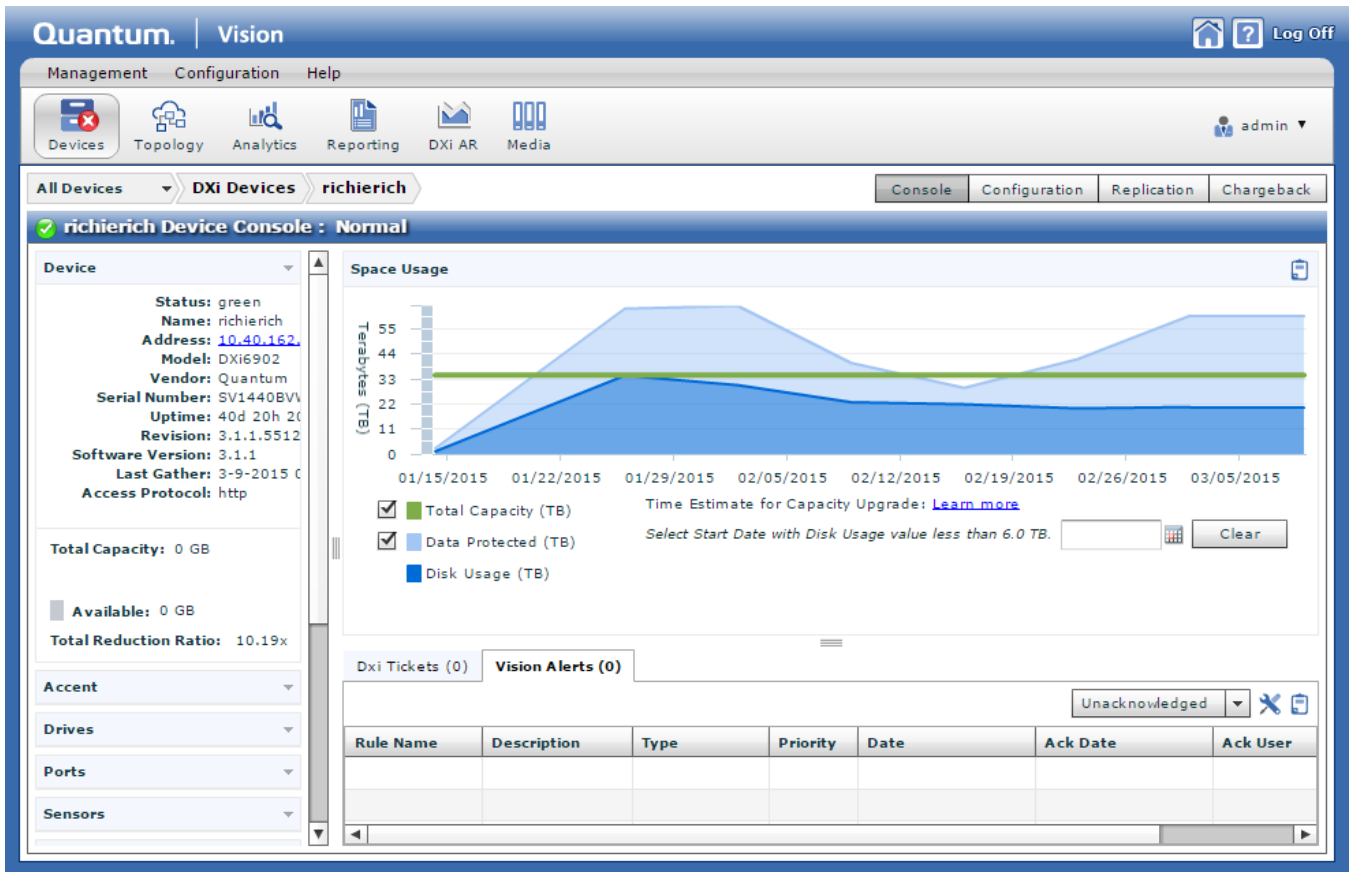 Quantum. | Vision
Log Off
Management Configuration Help
Devices Topology Analytics Reporting DXi AR Media
admin
All Devices DXi Devices richierich
Console Configuration Replication Chargeback
richierich Device Console : Normal
Device
Status: green
Name: richierich
Address: 10.40.162.
Model: DXi6902
Vendor: Quantum
Serial Number: SV1440BV
Uptime: 40d 20h 20
Revision: 3.1.1.5512
Software Version: 3.1.1
Last Gather: 3-9-2015
Access Protocol: http
Total Capacity: 0 GB
Available: 0 GB
Total Reduction Ratio: 10.19x
Accent
Drives
Ports
Sensors
Space Usage
Terabytes (TB)
55
44
33
22
11
0
01/15/2015 01/22/2015 01/29/2015 02/05/2015 02/12/2015 02/19/2015 02/26/2015 03/05/2015
Total Capacity (TB)
Data Protected (TB)
Disk Usage (TB)
Time Estimate for Capacity Upgrade: Learn more
Select Start Date with Disk Usage value less than 6.0 TB.
Clear
Dxi Tickets (0) Vision Alerts (0)
Unacknowledged
Rule Name Description Type Priority Date Ack Date Ack User